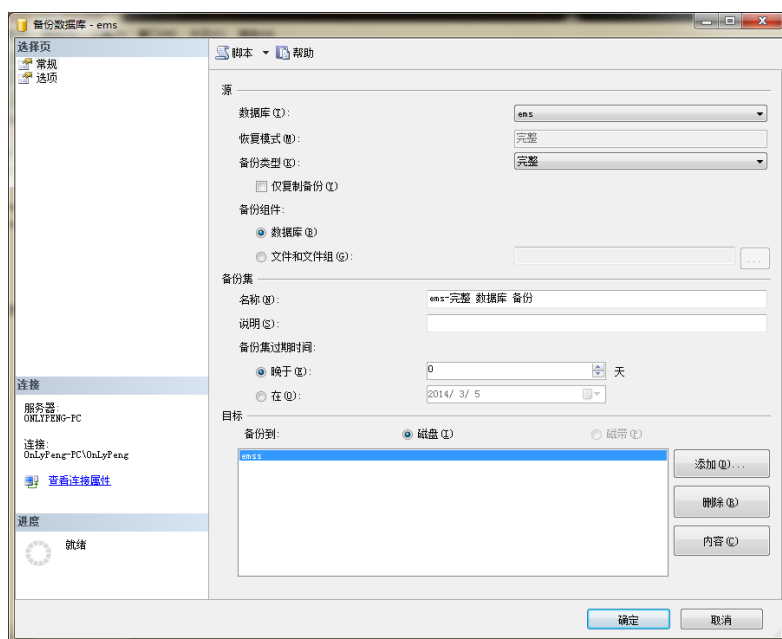 备份数据库 - ems
选择页
常规
选项
脚本 帮助
源
数据库(T): ems
恢复模式(M): 完整
备份类型(K): 完整
仅复制备份(Y)
备份组件:
数据库(B)
文件和文件组(G): ...
备份集
名称(N): ems-完整 数据库 备份
说明(S):
备份集过期时间:
晚于(E): 0 天
在(O): 2014/ 3/ 5
目标
备份到: 磁盘(I) 磁带(P)
emss
添加(D)...
删除(R)
内容(C)
连接
服务器:
ONLYPENG-PC
连接:
OnLyPeng-PC\OnLyPeng
查看连接属性
进度
就绪
确定 取消